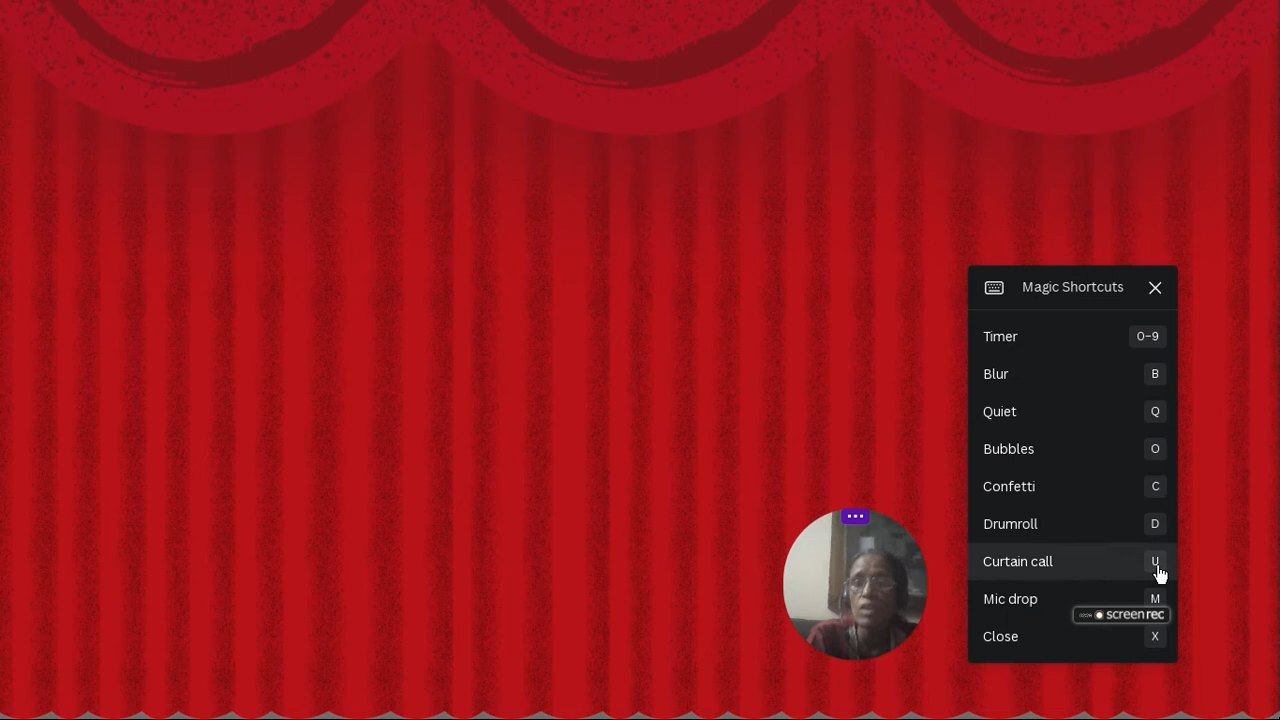 Magic Shortcuts
Timer 0-9
Blur B
Quiet Q
Bubbles O
Confetti C
Drumroll D
Curtain call U
Mic drop M
screenrec
Close X